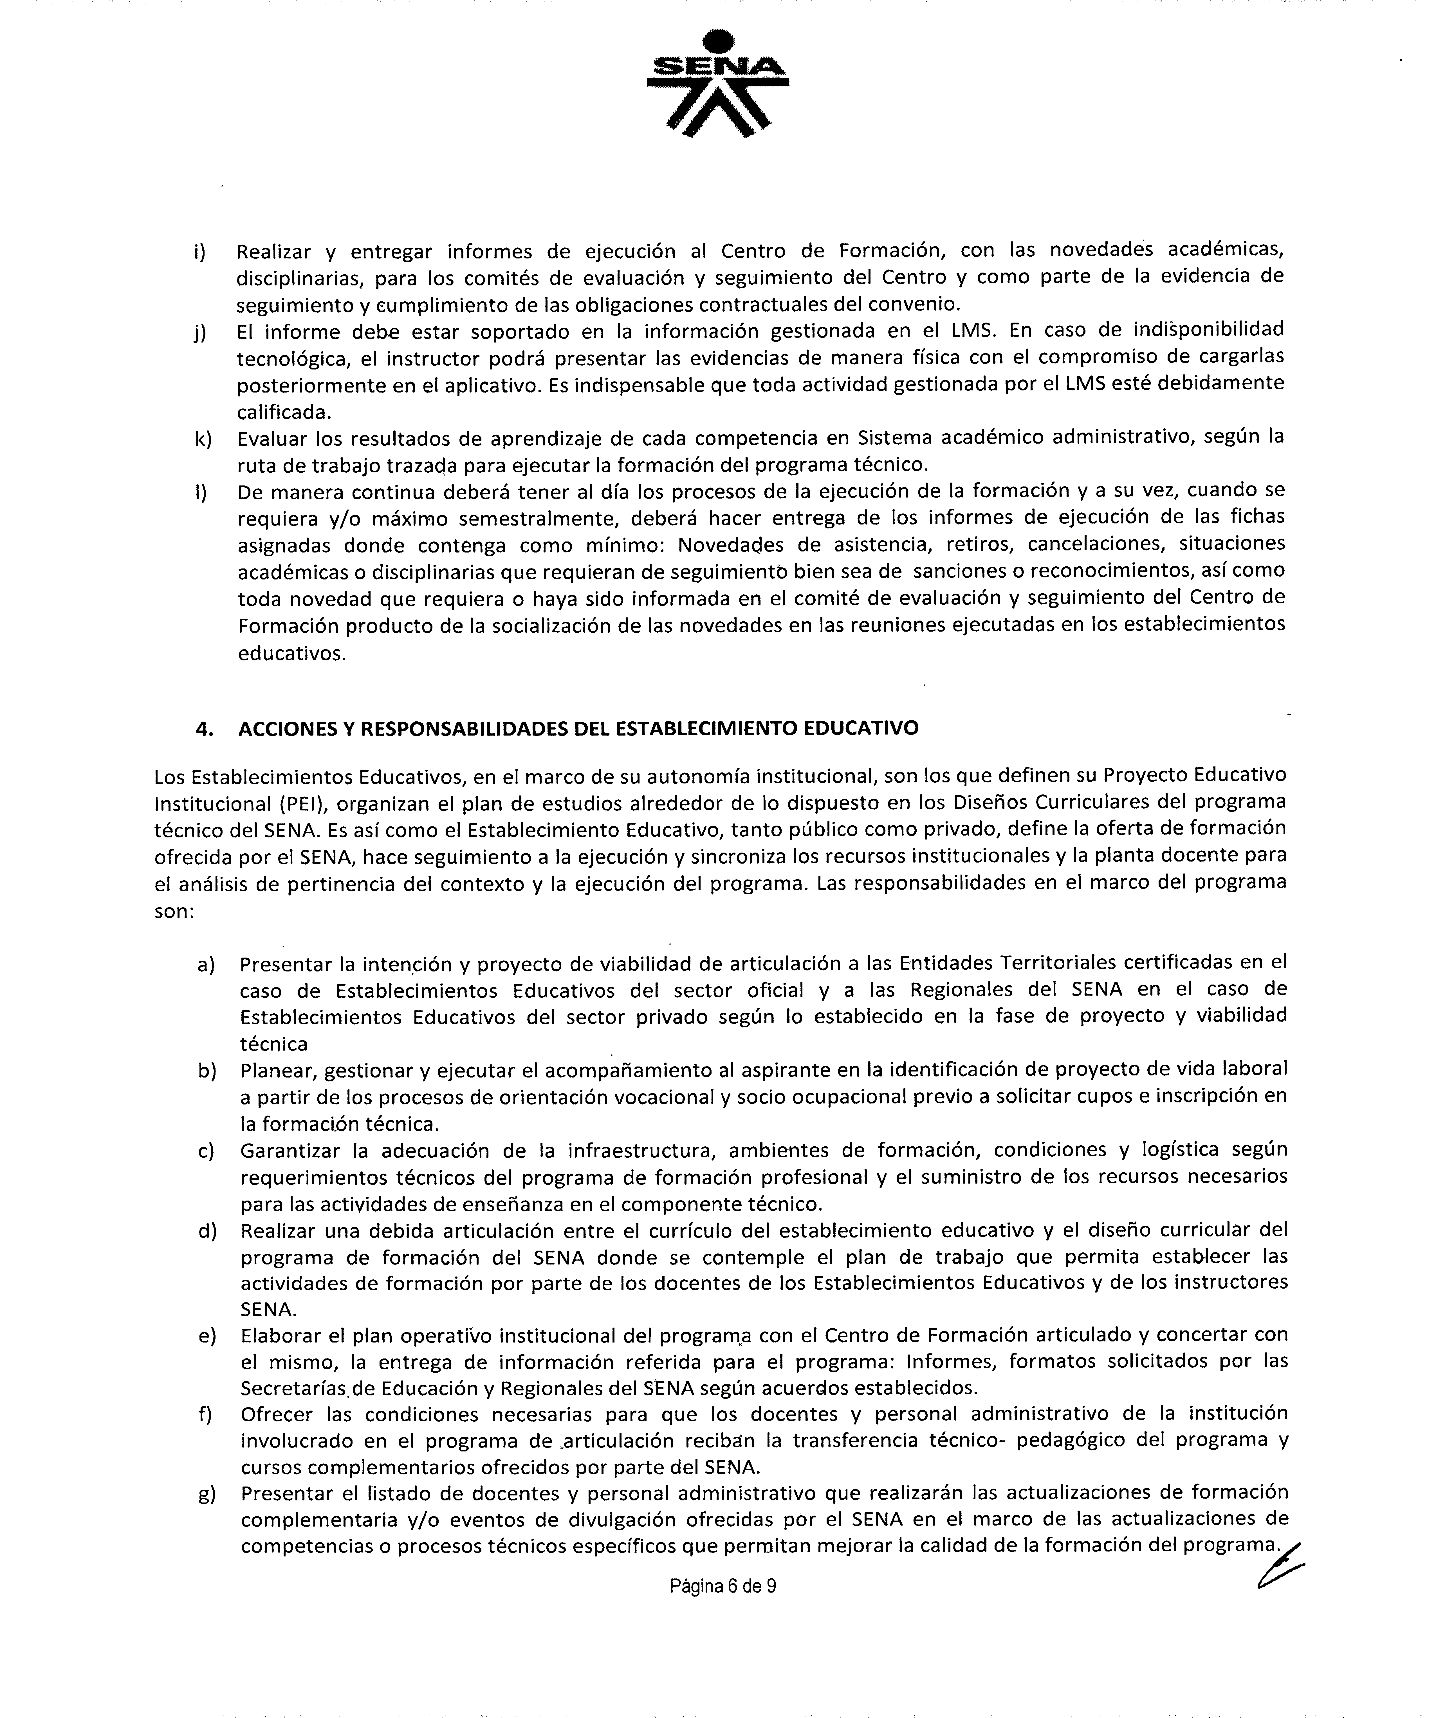 SENA
i) Realizar y entregar informes de ejecución al Centro de Formación, con las novedades académicas,
disciplinarias, para los comités de evaluación y seguimiento del Centro y como parte de la evidencia de
seguimiento y cumplimiento de las obligaciones contractuales del convenio.
j) El informe debe estar soportado en la información gestionada en el LMS. En caso de indisponibilidad
tecnológica, el instructor podrá presentar las evidencias de manera física con el compromiso de cargarlas
posteriormente en el aplicativo. Es indispensable que toda actividad gestionada por el LMS esté debidamente
calificada.
k) Evaluar los resultados de aprendizaje de cada competencia en Sistema académico administrativo, según la
ruta de trabajo trazada para ejecutar la formación del programa técnico.
l) De manera continua deberá tener al día los procesos de la ejecución de la formación y a su vez, cuando se
requiera y/o máximo semestralmente, deberá hacer entrega de los informes de ejecución de las fichas
asignadas donde contenga como mínimo: Novedades de asistencia, retiros, cancelaciones, situaciones
académicas o disciplinarias que requieran de seguimiento bien sea de sanciones o reconocimientos, así como
toda novedad que requiera o haya sido informada en el comité de evaluación y seguimiento del Centro de
Formación producto de la socialización de las novedades en las reuniones ejecutadas en los establecimientos
educativos.
4. ACCIONES Y RESPONSABILIDADES DEL ESTABLECIMIENTO EDUCATIVO
Los Establecimientos Educativos, en el marco de su autonomía institucional, son los que definen su Proyecto Educativo
Institucional (PEI), organizan el plan de estudios alrededor de lo dispuesto en los Diseños Curriculares del programa
técnico del SENA. Es así como el Establecimiento Educativo, tanto público como privado, define la oferta de formación
ofrecida por el SENA, hace seguimiento a la ejecución y sincroniza los recursos institucionales y la planta docente para
el análisis de pertinencia del contexto y la ejecución del programa. Las responsabilidades en el marco del programa
son:
a) Presentar la intención y proyecto de viabilidad de articulación a las Entidades Territoriales certificadas en el
caso de Establecimientos Educativos del sector oficial y a las Regionales del SENA en el caso de
Establecimientos Educativos del sector privado según lo establecido en la fase de proyecto y viabilidad
técnica
b) Planear, gestionar y ejecutar el acompañamiento al aspirante en la identificación de proyecto de vida laboral
a partir de los procesos de orientación vocacional y socio ocupacional previo a solicitar cupos e inscripción en
la formación técnica.
c) Garantizar la adecuación de la infraestructura, ambientes de formación, condiciones y logística según
requerimientos técnicos del programa de formación profesional y el suministro de los recursos necesarios
para las actividades de enseñanza en el componente técnico.
d) Realizar una debida articulación entre el currículo del establecimiento educativo y el diseño curricular del
programa de formación del SENA donde se contemple el plan de trabajo que permita establecer las
actividades de formación por parte de los docentes de los Establecimientos Educativos y de los instructores
SENA.
e) Elaborar el plan operativo institucional del programa con el Centro de Formación articulado y concertar con
el mismo, la entrega de información referida para el programa: Informes, formatos solicitados por las
Secretarías de Educación y Regionales del SENA según acuerdos establecidos.
f) Ofrecer las condiciones necesarias para que los docentes y personal administrativo de la institución
involucrado en el programa de articulación reciban la transferencia técnico- pedagógico del programa y
cursos complementarios ofrecidos por parte del SENA.
g) Presentar el listado de docentes y personal administrativo que realizarán las actualizaciones de formación
complementaria y/o eventos de divulgación ofrecidas por el SENA en el marco de las actualizaciones de
competencias o procesos técnicos específicos que permitan mejorar la calidad de la formación del programa.
Página 6 de 9